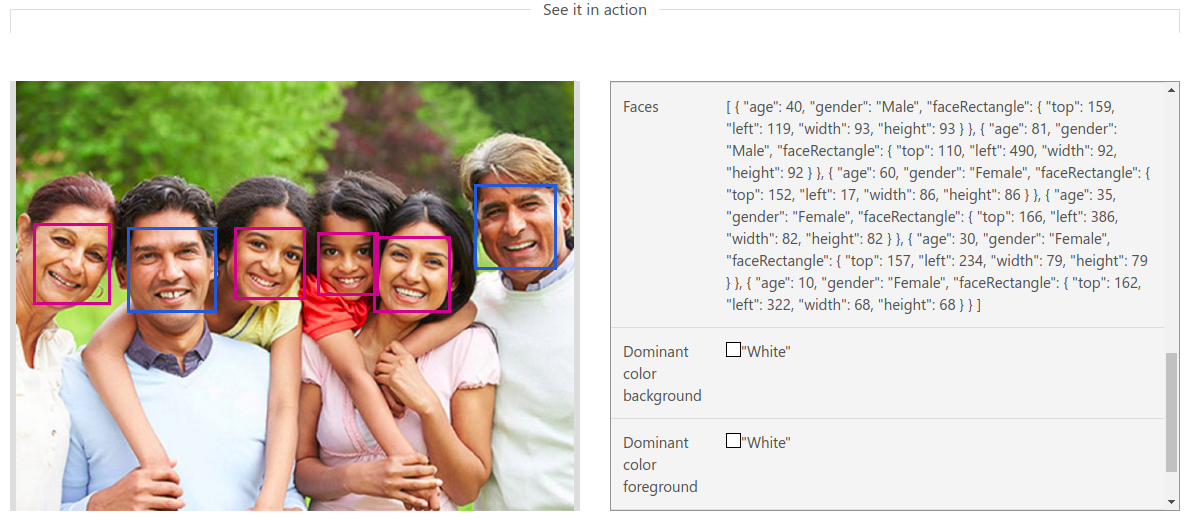 See it in action
Faces
[ { "age": 40, "gender": "Male", "faceRectangle": { "top": 159,
"left": 119, "width": 93, "height": 93 } }, { "age": 81, "gender":
"Male", "faceRectangle": { "top": 110, "left": 490, "width": 92,
"height": 92 } }, { "age": 60, "gender": "Female", "faceRectangle": {
"top": 152, "left": 17, "width": 86, "height": 86 } }, { "age": 35,
"gender": "Female", "faceRectangle": { "top": 166, "left": 386,
"width": 82, "height": 82 } }, { "age": 30, "gender": "Female",
"faceRectangle": { "top": 157, "left": 234, "width": 79, "height": 79
} }, { "age": 10, "gender": "Female", "faceRectangle": { "top": 162,
"left": 322, "width": 68, "height": 68 } } ]
Dominant
color
background
"White"
Dominant
color
foreground
"White"